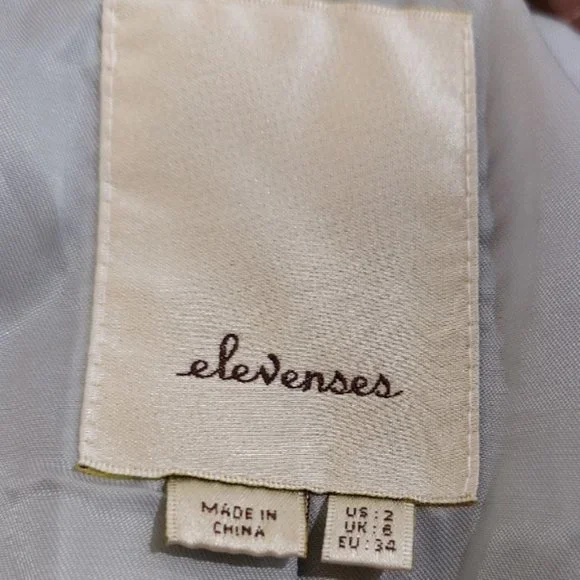 elevenses
MADE IN
CHINA
US : 2
UK : 6
EU : 34